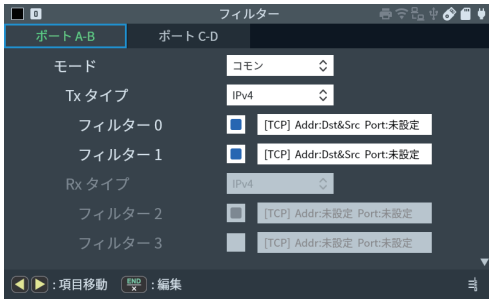 0 フィルター
ポート A-B ポート C-D
モード コモン
Tx タイプ IPv4
フィルター 0 [TCP] Addr:Dst&Src Port:未設定
フィルター 1 [TCP] Addr:Dst&Src Port:未設定
Rx タイプ IPv4
フィルター 2 [TCP] Addr:未設定 Port:未設定
フィルター 3 [TCP] Addr:未設定 Port:未設定
:項目移動 END X :編集